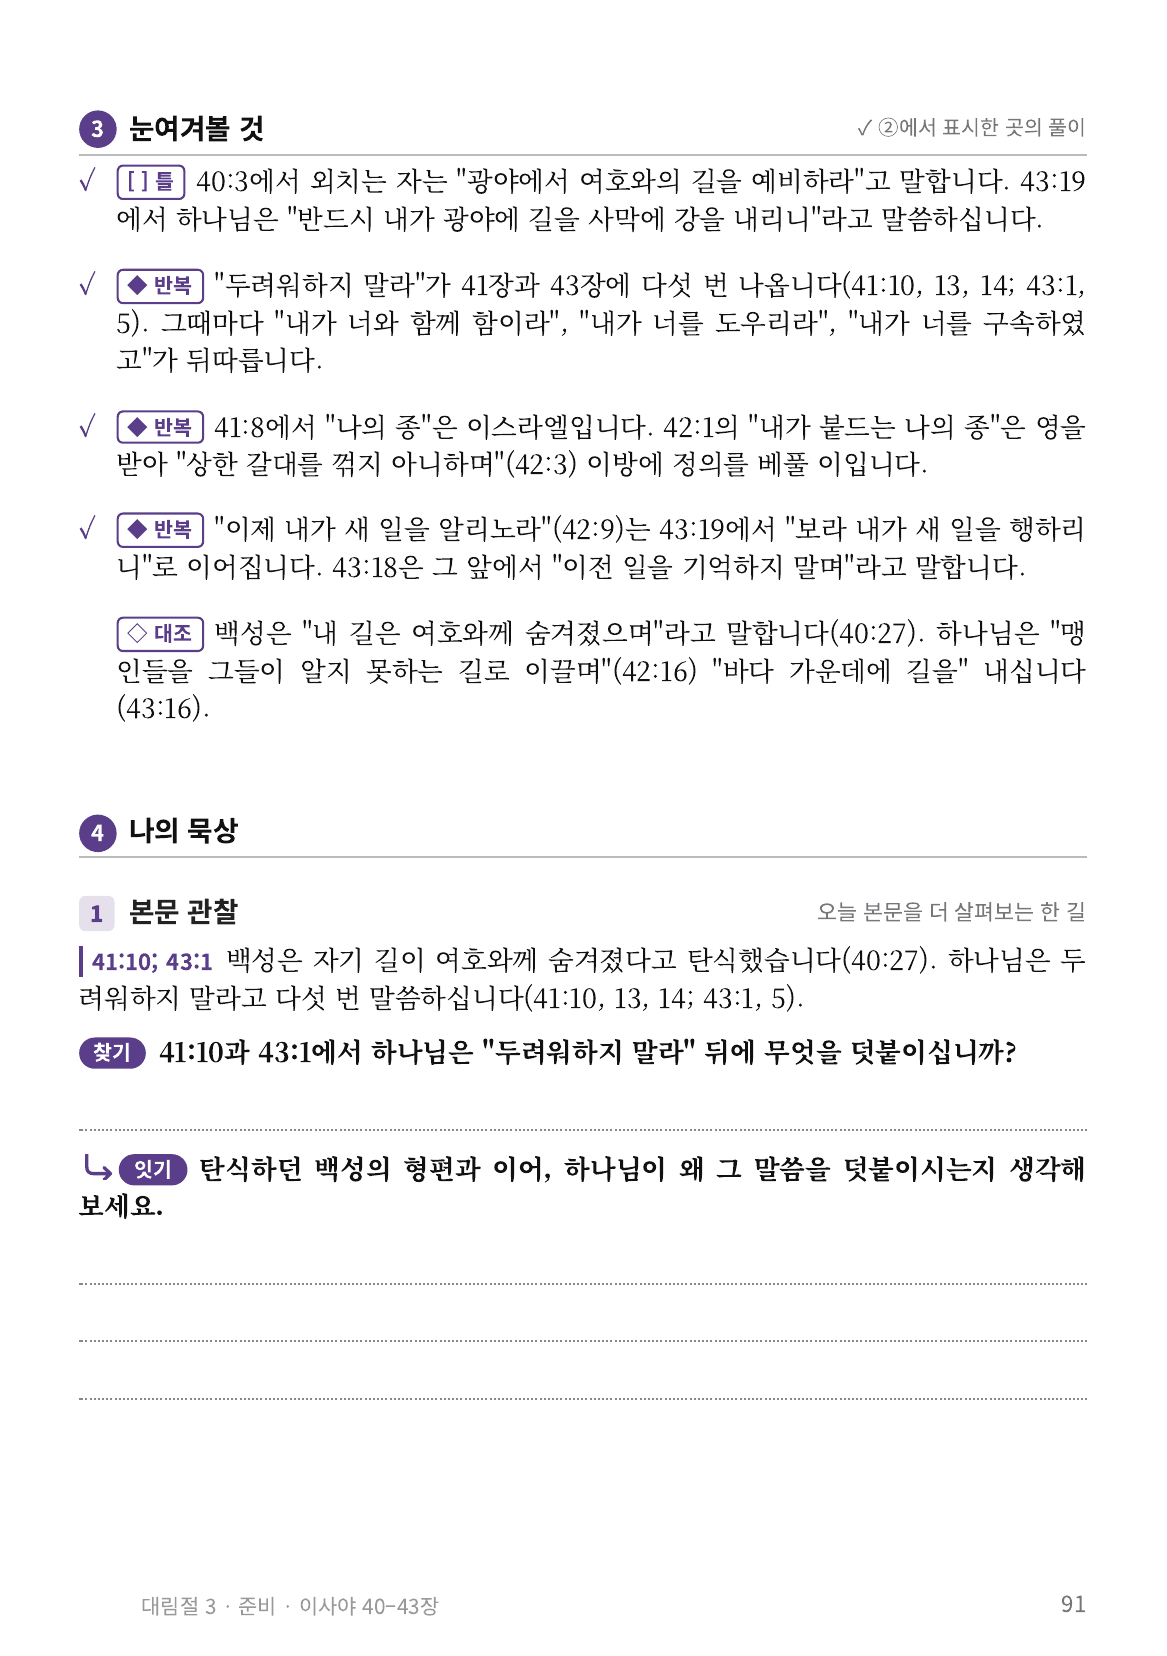 3 눈여겨볼 것 ✓ ②에서 표시한 곳의 풀이
✓ [ ] 틀 40:3에서 외치는 자는 "광야에서 여호와의 길을 예비하라"고 말합니다. 43:19
에서 하나님은 "반드시 내가 광야에 길을 사막에 강을 내리니"라고 말씀하십니다.
✓ ◆ 반복 "두려워하지 말라"가 41장과 43장에 다섯 번 나옵니다(41:10, 13, 14; 43:1,
5). 그때마다 "내가 너와 함께 함이라", "내가 너를 도우리라", "내가 너를 구속하였
고"가 뒤따릅니다.
✓ ◆ 반복 41:8에서 "나의 종"은 이스라엘입니다. 42:1의 "내가 붙드는 나의 종"은 영을
받아 "상한 갈대를 꺾지 아니하며"(42:3) 이방에 정의를 베풀 이입니다.
✓ ◆ 반복 "이제 내가 새 일을 알리노라"(42:9)는 43:19에서 "보라 내가 새 일을 행하리
니"로 이어집니다. 43:18은 그 앞에서 "이전 일을 기억하지 말며"라고 말합니다.
◇ 대조 백성은 "내 길은 여호와께 숨겨졌으며"라고 말합니다(40:27). 하나님은 "맹
인들을 그들이 알지 못하는 길로 이끌며"(42:16) "바다 가운데에 길을" 내십니다
(43:16).
4 나의 묵상
1 본문 관찰 오늘 본문을 더 살펴보는 한 길
41:10; 43:1 백성은 자기 길이 여호와께 숨겨졌다고 탄식했습니다(40:27). 하나님은 두
려워하지 말라고 다섯 번 말씀하십니다(41:10, 13, 14; 43:1, 5).
찾기 41:10과 43:1에서 하나님은 "두려워하지 말라" 뒤에 무엇을 덧붙이십니까?
잇기 탄식하던 백성의 형편과 이어, 하나님이 왜 그 말씀을 덧붙이시는지 생각해
보세요.
대림절 3 · 준비 · 이사야 40–43장 91